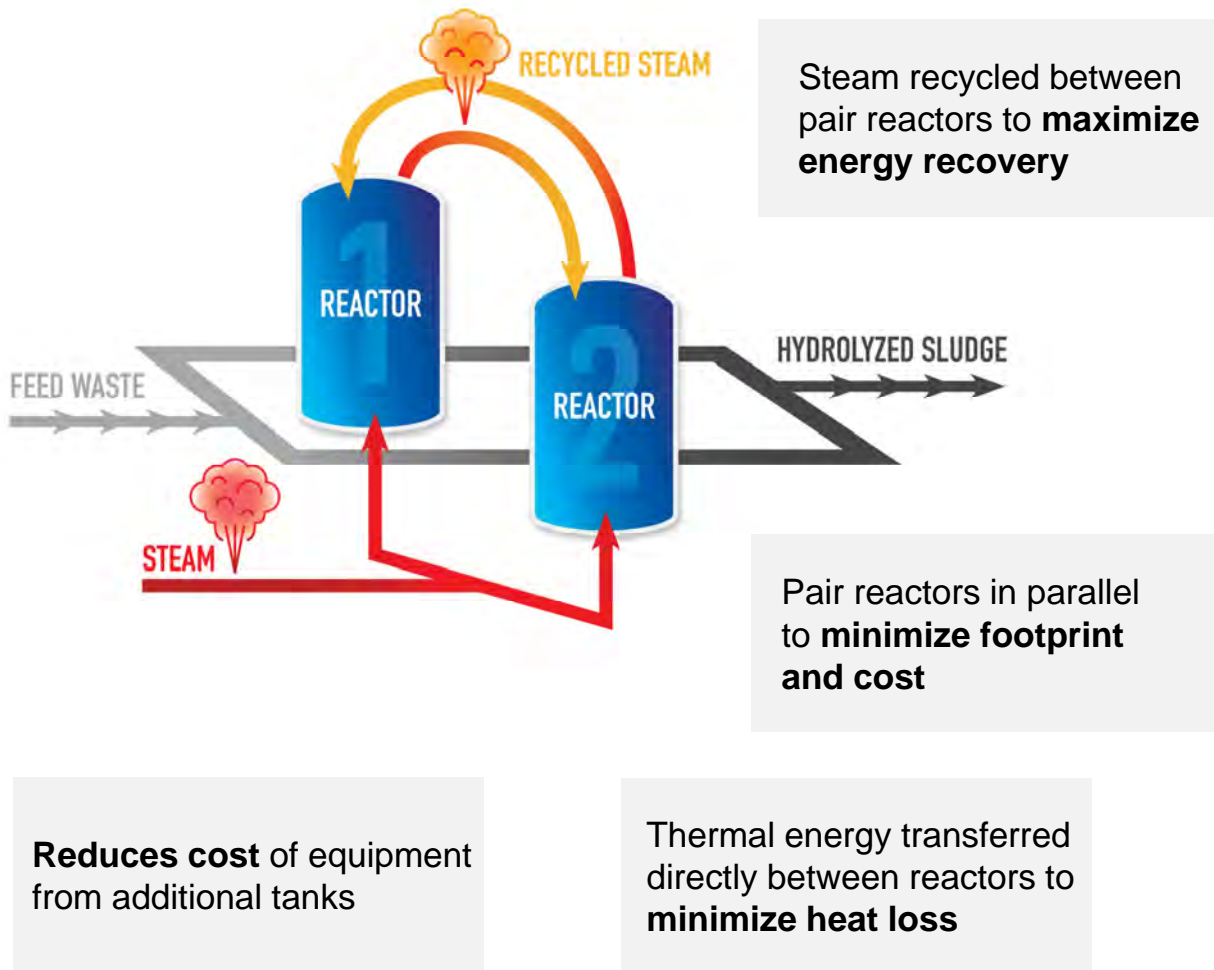 RECYCLED STEAM
Steam recycled between
pair reactors to maximize
energy recovery
1
REACTOR
2
REACTOR
HYDROLYZED SLUDGE
FEED WASTE
STEAM
Pair reactors in parallel
to minimize footprint
and cost
Reduces cost of equipment
from additional tanks
Thermal energy transferred
directly between reactors to
minimize heat loss